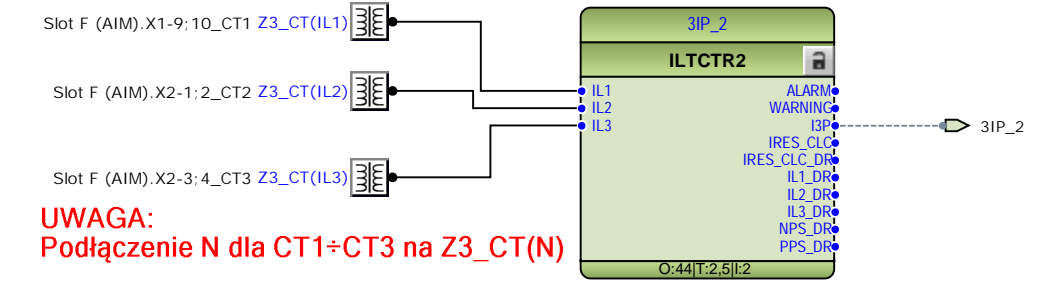 Slot F (AIM).X1-9;10_CT1 Z3_CT(IL1)
Slot F (AIM).X2-1;2_CT2 Z3_CT(IL2)
Slot F (AIM).X2-3;4_CT3 Z3_CT(IL3)
UWAGA:
Podłączenie N dla CT1÷CT3 na Z3_CT(N)
3IP_2
ILTCTR2
IL1
IL2
IL3
ALARM
WARNING
I3P
IRES_CLC
IRES_CLC_DR
IL1_DR
IL2_DR
IL3_DR
NPS_DR
PPS_DR
O:44|T:2,5|I:2
3IP_2